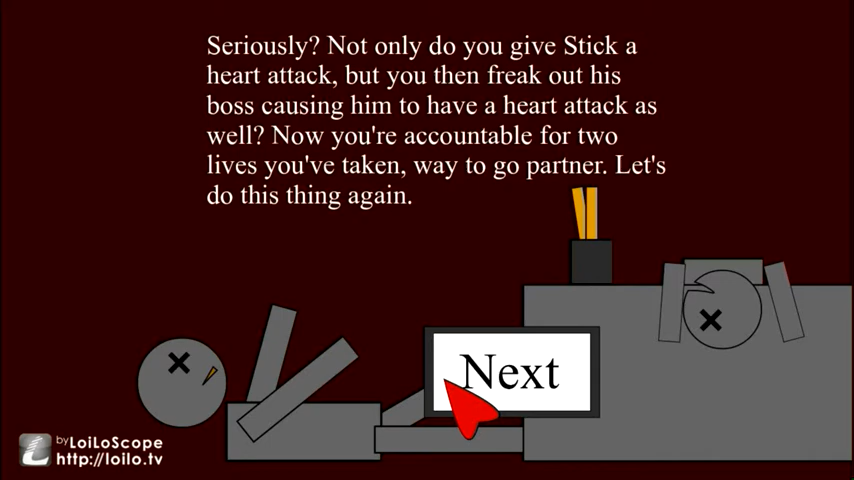 Seriously? Not only do you give Stick a
heart attack, but you then freak out his
boss causing him to have a heart attack as
well? Now you're accountable for two
lives you've taken, way to go partner. Let's
do this thing again.
Next
by LoiLoScope
http://loilo.tv